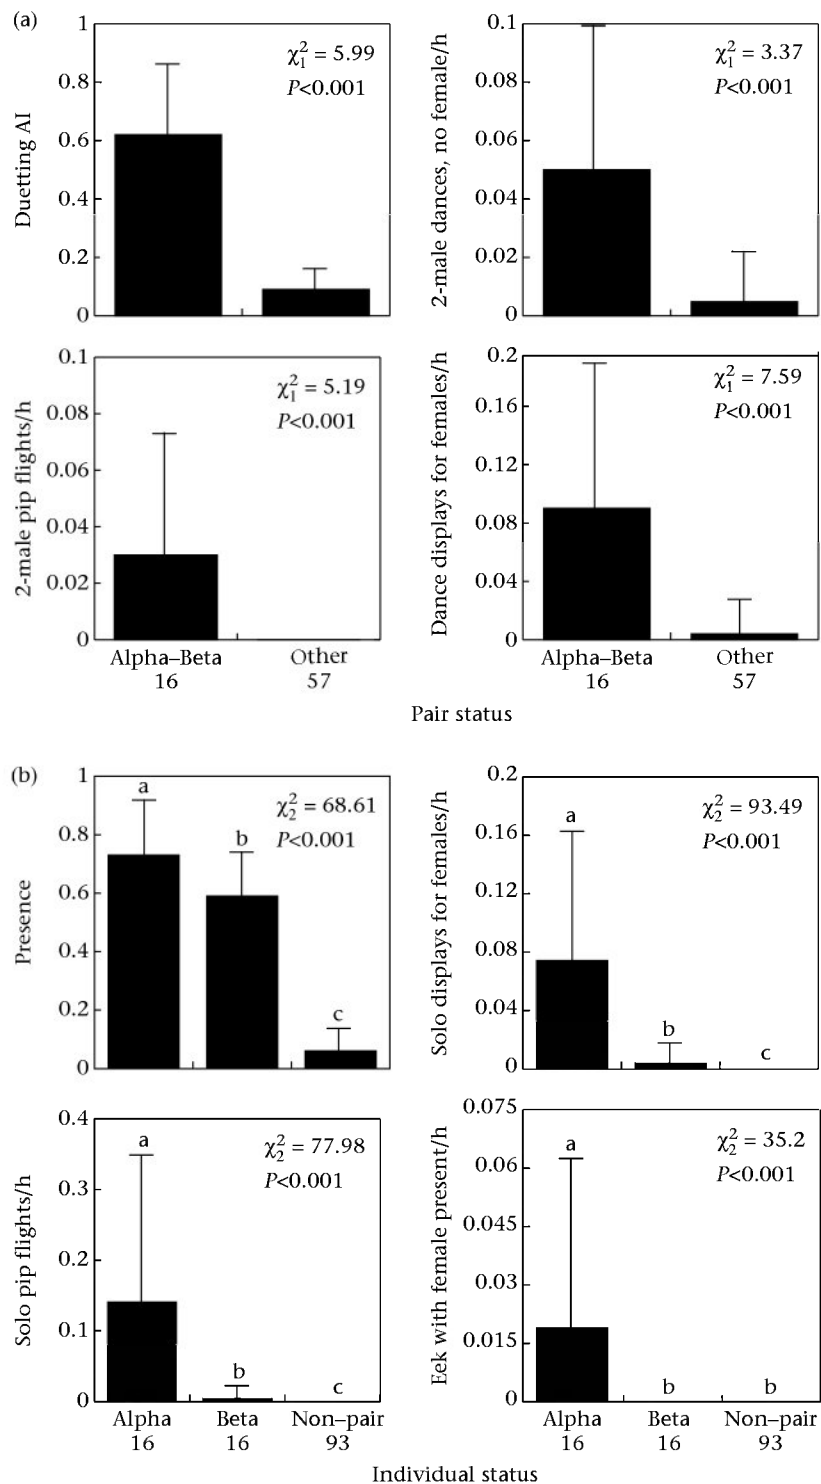 (a)
1
0.8
0.6
0.4
0.2
0
Duetting AI
χ₁² = 5.99
P<0.001
0.1
0.08
0.06
0.04
0.02
0
2-male dances, no female/h
χ₁² = 3.37
P<0.001
0.1
0.08
0.06
0.04
0.02
0
2-male pip flights/h
χ₁² = 5.19
P<0.001
Alpha–Beta Other
16 57
0.2
0.16
0.12
0.08
0.04
0
Dance displays for females/h
χ₁² = 7.59
P<0.001
Alpha–Beta Other
16 57
Pair status
(b)
1
0.8
0.6
0.4
0.2
0
Presence
a
b
c
χ₂² = 68.61
P<0.001
0.2
0.16
0.12
0.08
0.04
0
Solo displays for females/h
a
b
c
χ₂² = 93.49
P<0.001
0.4
0.3
0.2
0.1
0
Solo pip flights/h
a
b
c
χ₂² = 77.98
P<0.001
Alpha Beta Non–pair
16 16 93
0.075
0.06
0.045
0.03
0.015
0
Eek with female present/h
a
b
b
χ₂² = 35.2
P<0.001
Alpha Beta Non–pair
16 16 93
Individual status